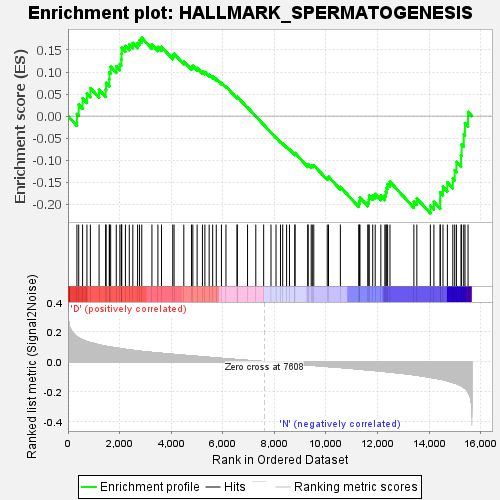 Enrichment plot: HALLMARK_SPERMATOGENESIS
Enrichment score (ES)
0.15
0.10
0.05
0.00
-0.05
-0.10
-0.15
-0.20
Ranked list metric (Signal2Noise)
0.4
0.2
0.0
-0.2
-0.4
'D' (positively correlated)
Zero cross at 7608
'N' (negatively correlated)
0
2,000
4,000
6,000
8,000
10,000
12,000
14,000
16,000
Rank in Ordered Dataset
Enrichment profile
Hits
Ranking metric scores